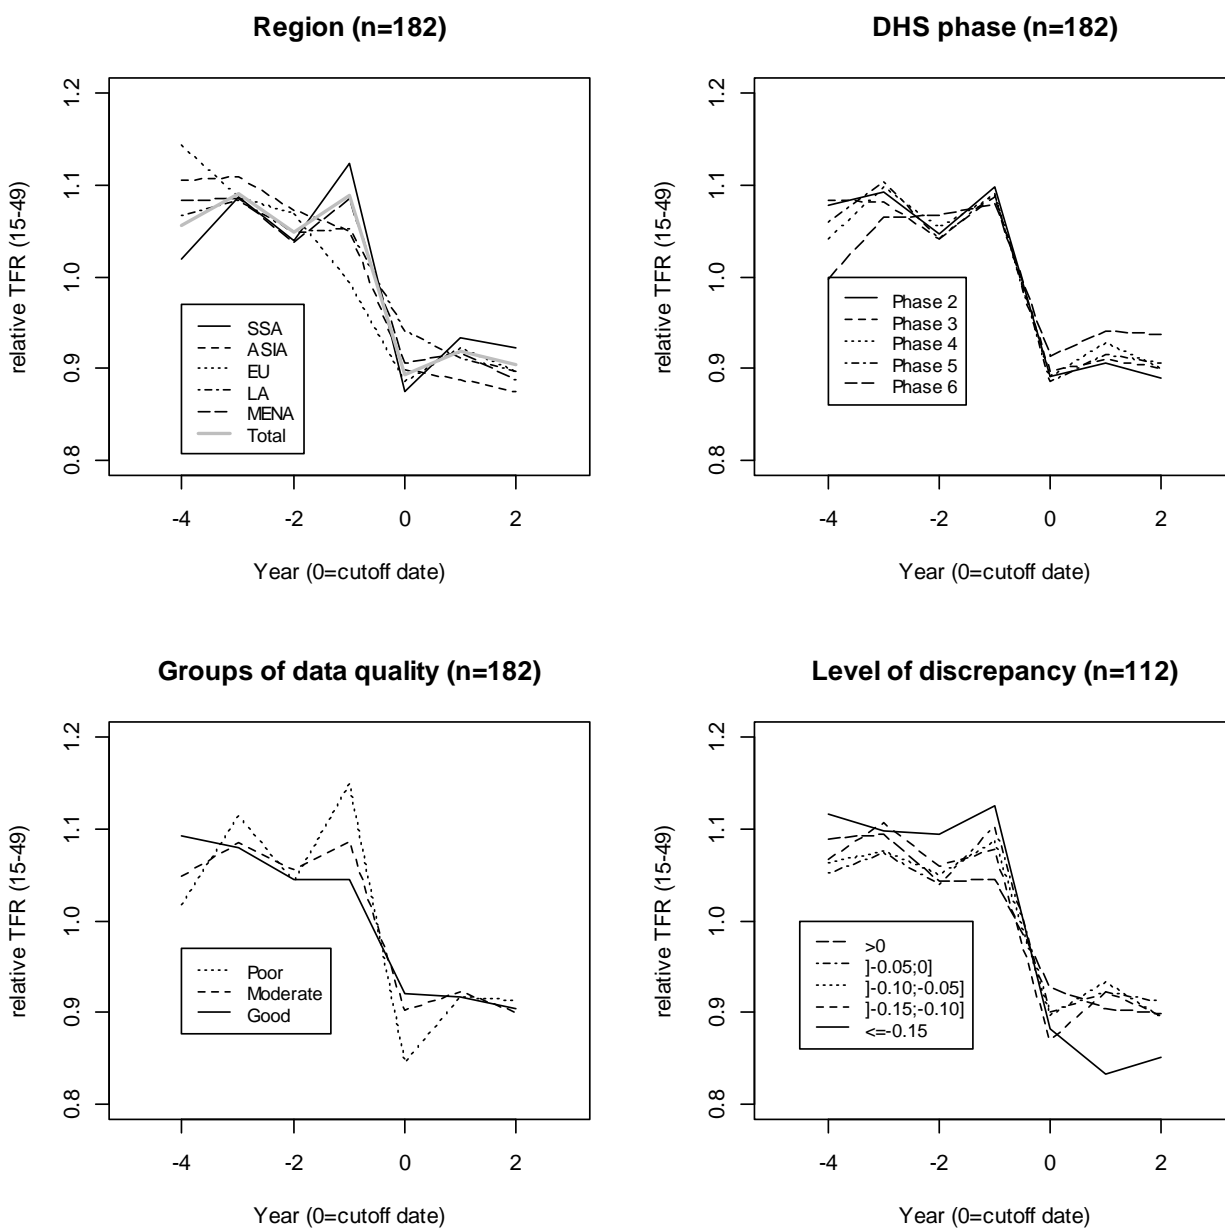 Region (n=182)
relative TFR (15-49)
1.2
1.1
1.0
0.9
0.8
SSA
ASIA
EU
LA
MENA
Total
-4
-2
0
2
Year (0=cutoff date)
DHS phase (n=182)
relative TFR (15-49)
1.2
1.1
1.0
0.9
0.8
Phase 2
Phase 3
Phase 4
Phase 5
Phase 6
-4
-2
0
2
Year (0=cutoff date)
Groups of data quality (n=182)
relative TFR (15-49)
1.2
1.1
1.0
0.9
0.8
Poor
Moderate
Good
-4
-2
0
2
Year (0=cutoff date)
Level of discrepancy (n=112)
relative TFR (15-49)
1.2
1.1
1.0
0.9
0.8
>0
]-0.05;0]
]-0.10;-0.05]
]-0.15;-0.10]
<=-0.15
-4
-2
0
2
Year (0=cutoff date)